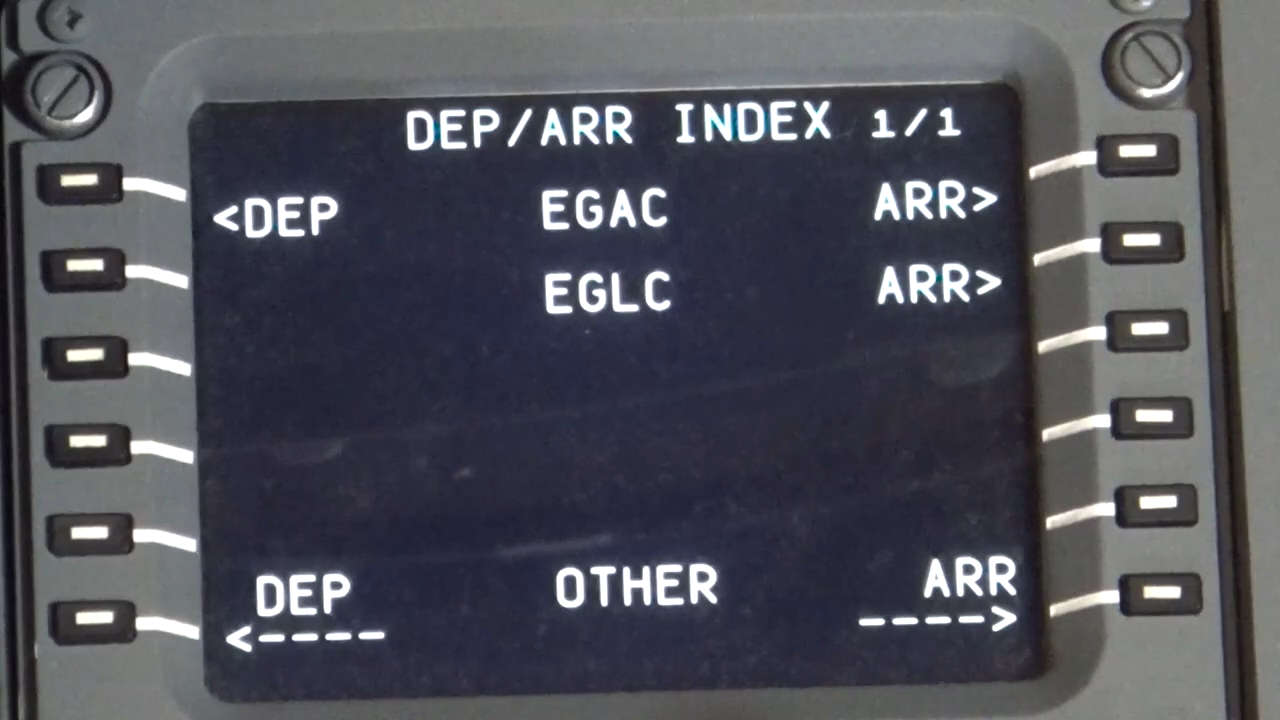 DEP/ARR INDEX 1/1
<DEP EGAC ARR>
EGLC ARR>
DEP OTHER ARR
<---- ---->